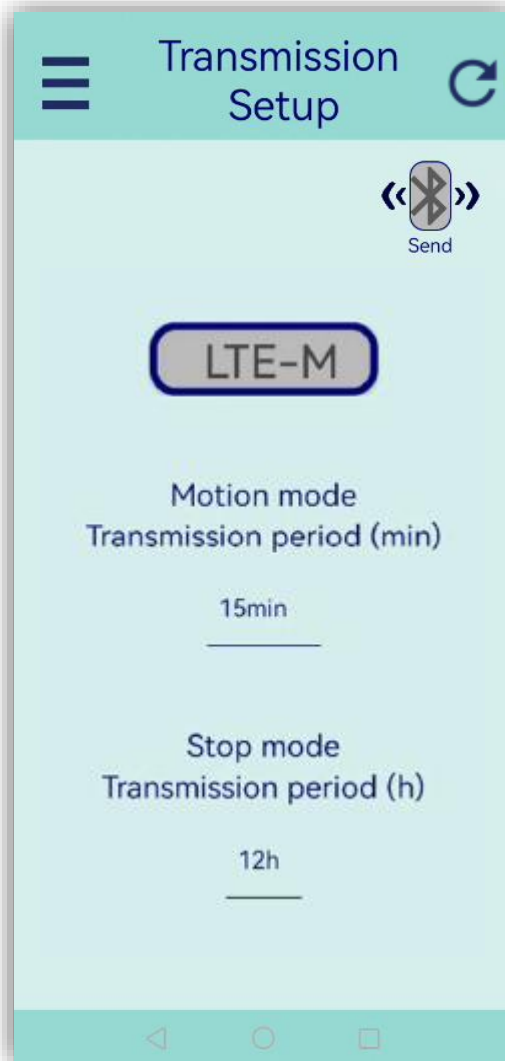 Transmission
Setup
Send
LTE-M
Motion mode
Transmission period (min)
15min
Stop mode
Transmission period (h)
12h